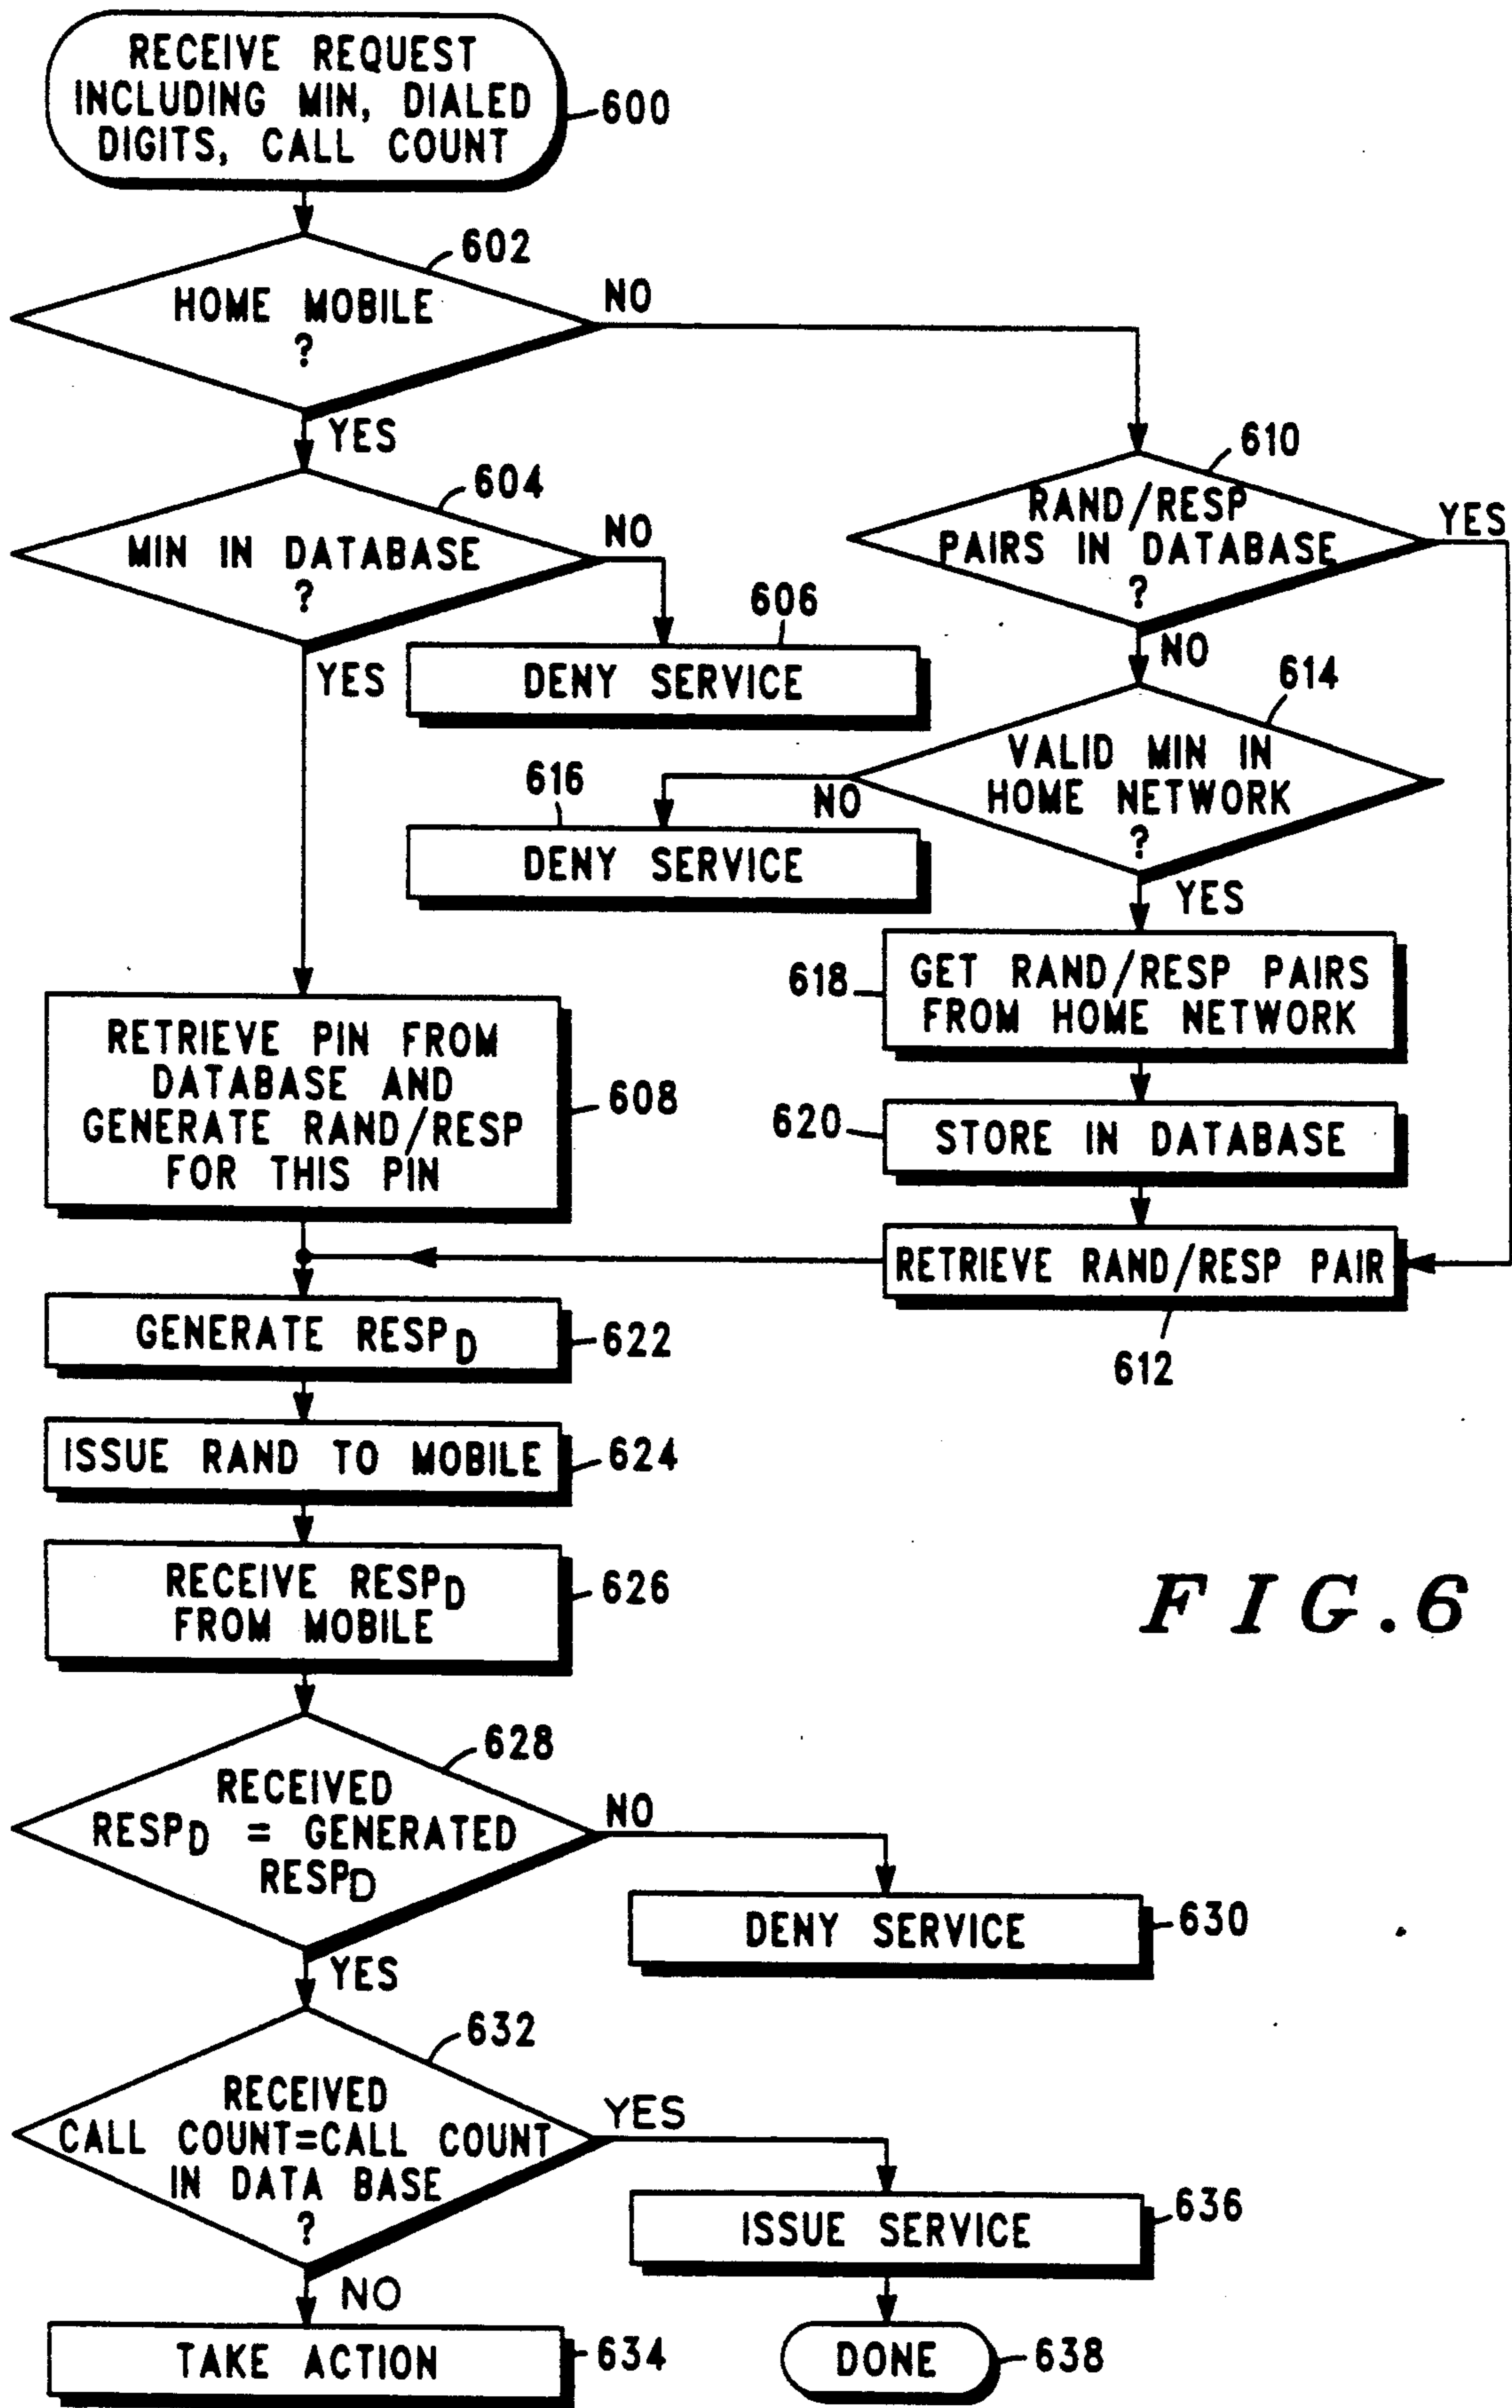 RECEIVE REQUEST
INCLUDING MIN, DIALED
DIGITS, CALL COUNT
600
602
HOME MOBILE
?
NO
YES
604
MIN IN DATABASE
?
NO
YES
606
DENY SERVICE
610
RAND/RESP
PAIRS IN DATABASE
?
YES
NO
614
VALID MIN IN
HOME NETWORK
?
NO
YES
616
DENY SERVICE
618
GET RAND/RESP PAIRS
FROM HOME NETWORK
RETRIEVE PIN FROM
DATABASE AND
GENERATE RAND/RESP
FOR THIS PIN
608
620
STORE IN DATABASE
RETRIEVE RAND/RESP PAIR
612
GENERATE RESPD
622
ISSUE RAND TO MOBILE
624
RECEIVE RESPD
FROM MOBILE
626
FIG.6
628
RECEIVED
RESPD = GENERATED
RESPD
NO
YES
DENY SERVICE
630
632
RECEIVED
CALL COUNT=CALL COUNT
IN DATA BASE
?
YES
NO
ISSUE SERVICE
636
TAKE ACTION
634
DONE
638